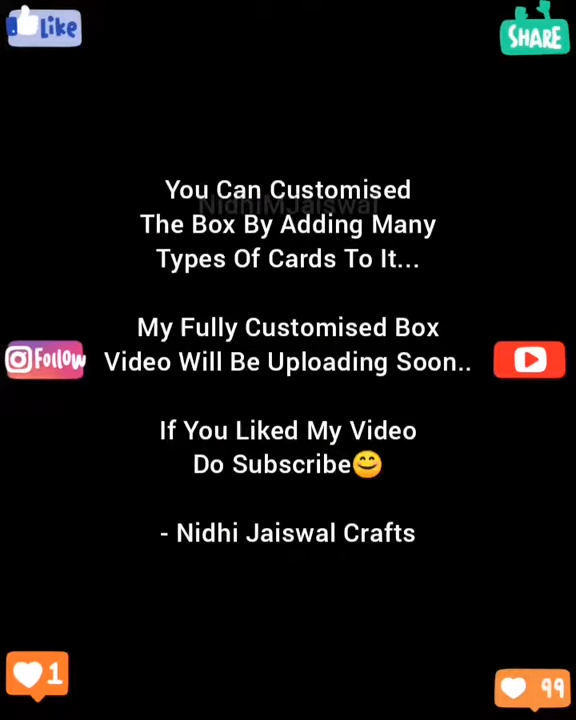 Like
SHARE
You Can Customised
NidhiMJaiswal
The Box By Adding Many
Types Of Cards To It...
My Fully Customised Box
Follow
Video Will Be Uploading Soon..
If You Liked My Video
Do Subscribe😊
- Nidhi Jaiswal Crafts
1
99